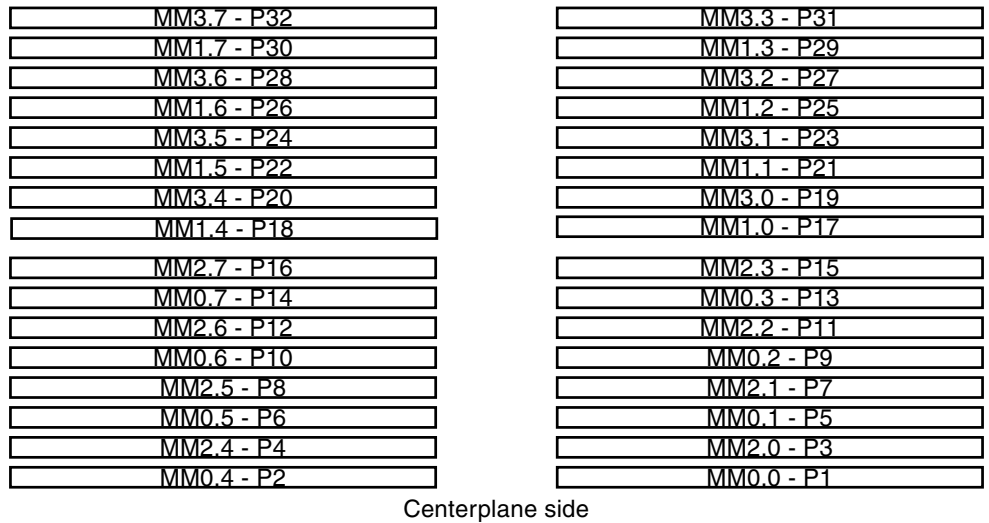 MM3.7 - P32 MM3.3 - P31
MM1.7 - P30 MM1.3 - P29
MM3.6 - P28 MM3.2 - P27
MM1.6 - P26 MM1.2 - P25
MM3.5 - P24 MM3.1 - P23
MM1.5 - P22 MM1.1 - P21
MM3.4 - P20 MM3.0 - P19
MM1.4 - P18 MM1.0 - P17
MM2.7 - P16 MM2.3 - P15
MM0.7 - P14 MM0.3 - P13
MM2.6 - P12 MM2.2 - P11
MM0.6 - P10 MM0.2 - P9
MM2.5 - P8 MM2.1 - P7
MM0.5 - P6 MM0.1 - P5
MM2.4 - P4 MM2.0 - P3
MM0.4 - P2 MM0.0 - P1
Centerplane side